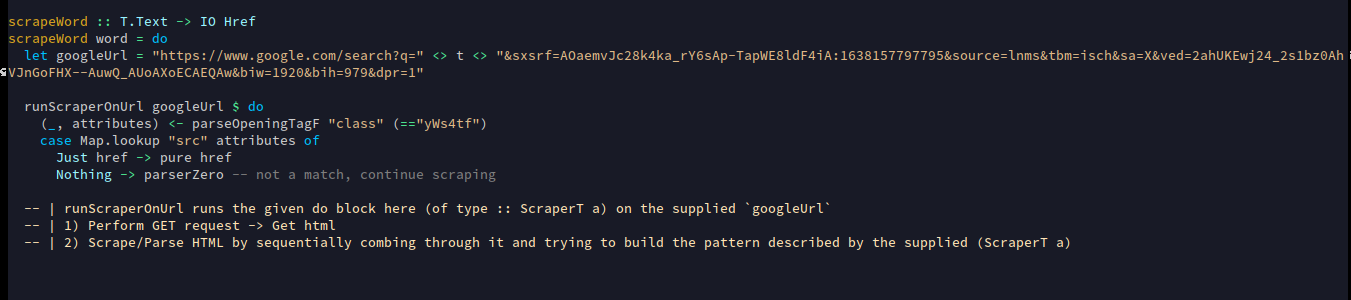 scrapeWord :: T.Text -> IO Href
scrapeWord word = do
  let googleUrl = "https://www.google.com/search?q=" <> t <> "&sxsrf=AOaemvJc28k4ka_rY6sAp-TapWE8ldF4iA:1638157797795&source=lnms&tbm=isch&sa=X&ved=2ahUKEwj24_2s1bz0Ah
VJnGoFHX--AuwQ_AUoAXoECAEQAw&biw=1920&bih=979&dpr=1"
  runScraperOnUrl googleUrl $ do
    (_, attributes) <- parseOpeningTagF "class" (=="yWs4tf")
    case Map.lookup "src" attributes of
      Just href -> pure href
      Nothing -> parserZero -- not a match, continue scraping
  -- | runScraperOnUrl runs the given do block here (of type :: ScraperT a) on the supplied `googleUrl`
  -- | 1) Perform GET request -> Get html
  -- | 2) Scrape/Parse HTML by sequentially combing through it and trying to build the pattern described by the supplied (ScraperT a)